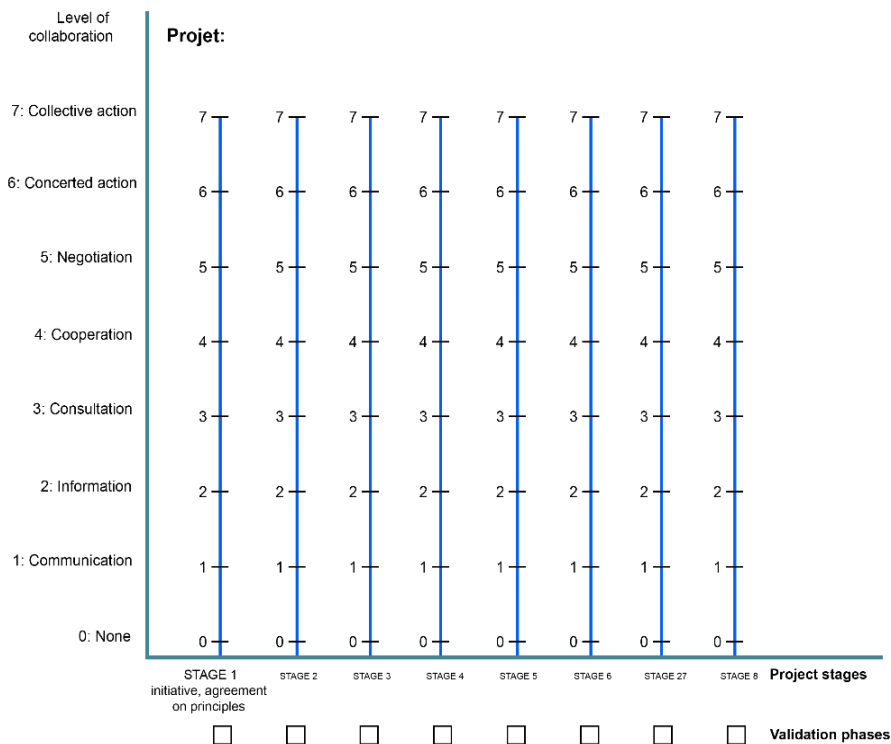 Level of
collaboration
Projet:
7: Collective action
7 7 7 7 7 7 7 7
6: Concerted action
6 6 6 6 6 6 6 6
5: Negotiation
5 5 5 5 5 5 5 5
4: Cooperation
4 4 4 4 4 4 4 4
3: Consultation
3 3 3 3 3 3 3 3
2: Information
2 2 2 2 2 2 2 2
1: Communication
1 1 1 1 1 1 1 1
0: None
0 0 0 0 0 0 0 0
STAGE 1 STAGE 2 STAGE 3 STAGE 4 STAGE 5 STAGE 6 STAGE 27 STAGE 8 Project stages
initiative, agreement
on principles
Validation phases